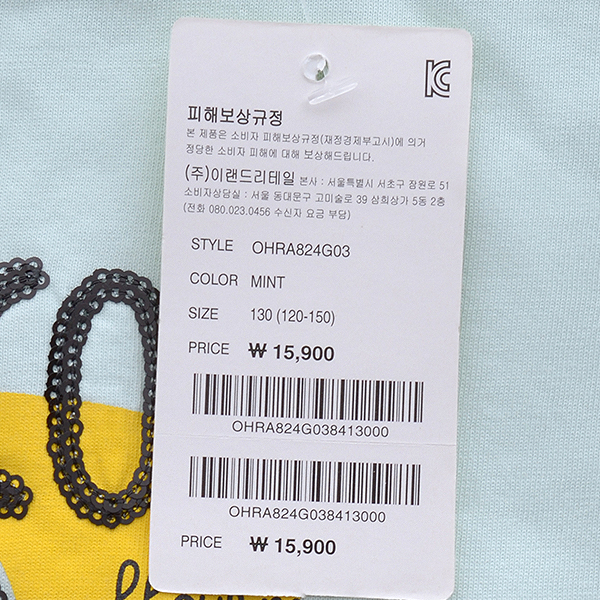 피해보상규정
본 제품은 소비자 피해보상규정(재정경제부고시)에 의거
정당한 소비자 피해에 대해 보상해드립니다.
(주)이랜드리테일 본사 : 서울특별시 서초구 잠원로 51
소비자상담실 : 서울 동대문구 고미술로 39 삼희상가 5동 2층
(전화 080.023.0456 수신자 요금 부담)
STYLE OHRA824G03
COLOR MINT
SIZE 130 (120-150)
PRICE ₩ 15,900
OHRA824G038413000
OHRA824G038413000
PRICE ₩ 15,900